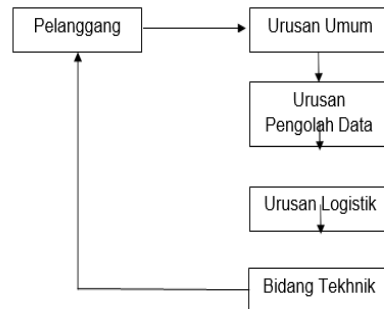 Pelanggang
Urusan Umum
Urusan
Pengolah Data
Urusan Logistik
Bidang Tekhnik